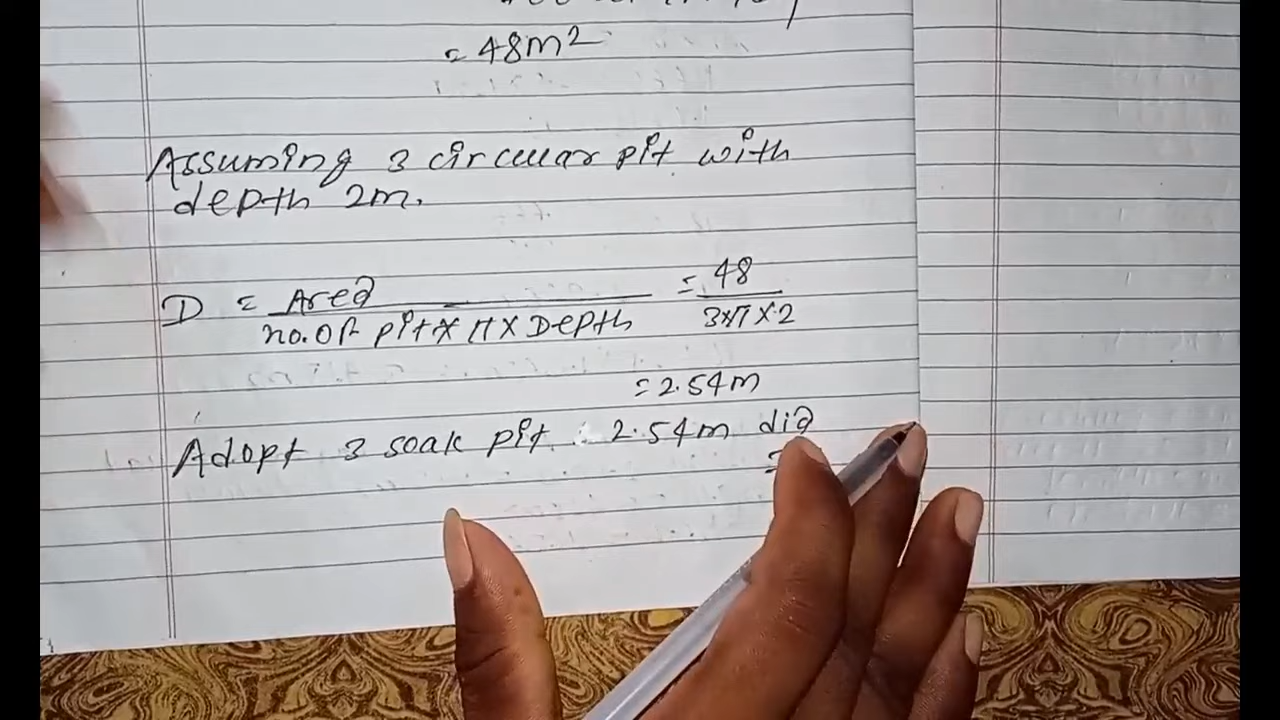 = 48m²
Assuming 3 circular pit with
depth 2m.
D = Area / no.of pit x π x Depth = 48 / 3xπ x 2
= 2.54m
Adopt 3 soak pit : 2.54m dia